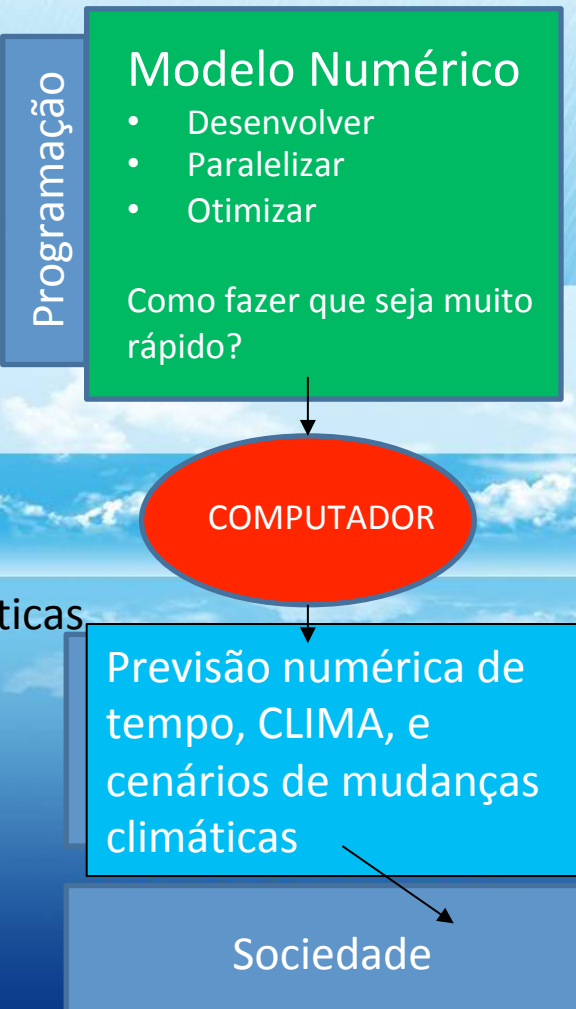 Programação
Modelo Numérico
• Desenvolver
• Paralelizar
• Otimizar
Como fazer que seja muito
rápido?
COMPUTADOR
ticas
Previsão numérica de
tempo, CLIMA, e
cenários de mudanças
climáticas
Sociedade